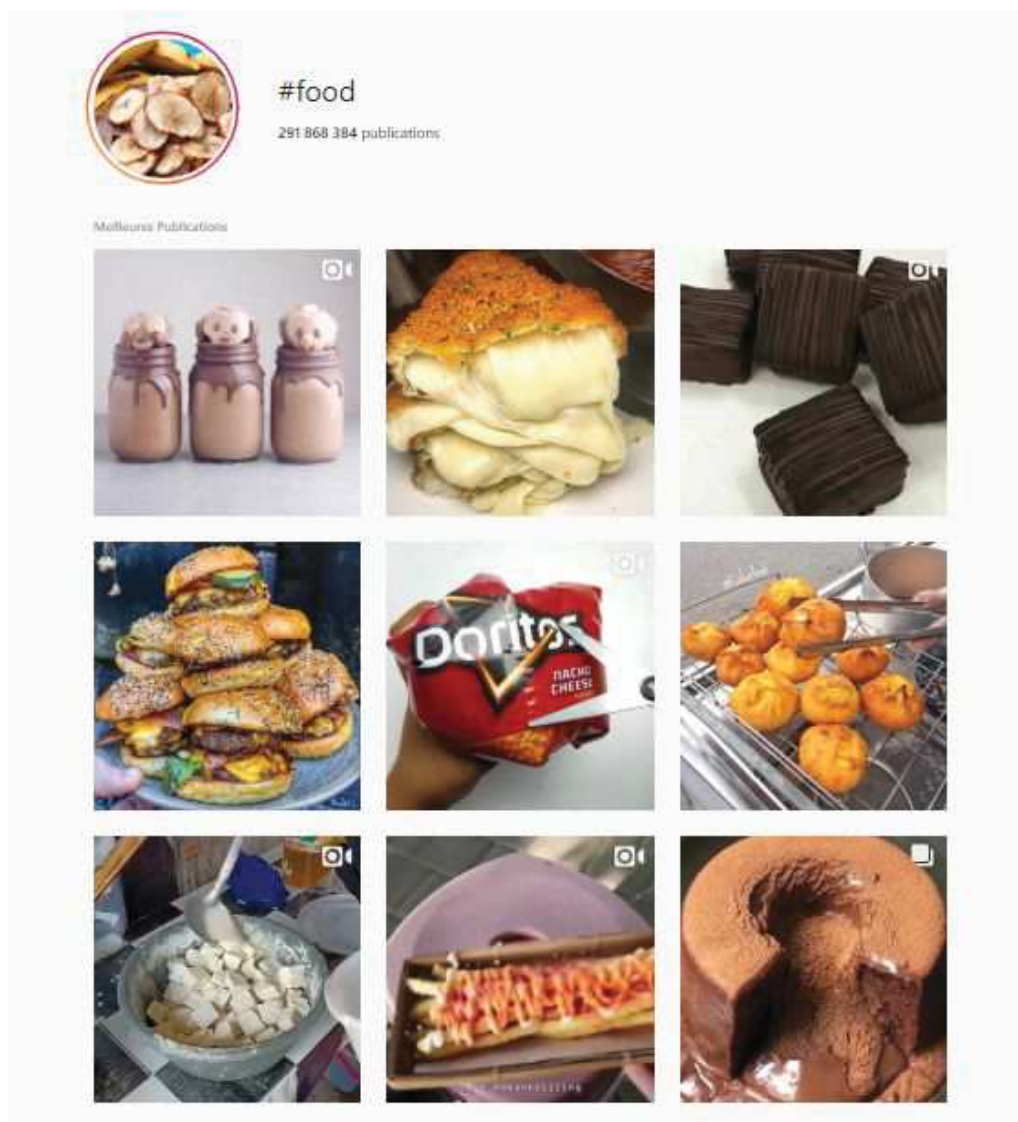 #food
291 868 384 publications
Meilleures Publications
Doritos
NACHO
CHEESE